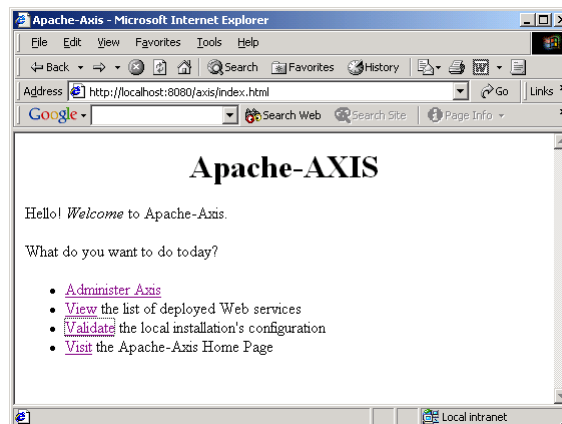 Apache-Axis - Microsoft Internet Explorer
File Edit View Favorites Tools Help
Back Search Favorites History
Address http://localhost:8080/axis/index.html Go Links
Google Search Web Search Site Page Info
Apache-AXIS
Hello! Welcome to Apache-Axis.
What do you want to do today?
Administer Axis
View the list of deployed Web services
Validate the local installation's configuration
Visit the Apache-Axis Home Page
Local intranet